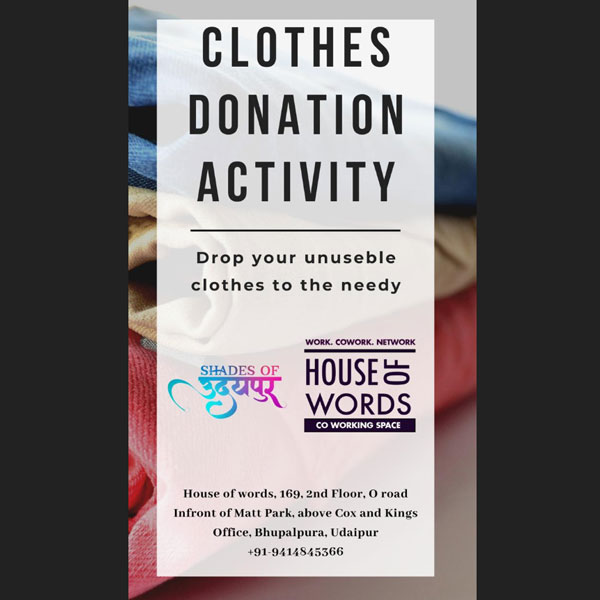 CLOTHES
DONATION
ACTIVITY
Drop your unuseble
clothes to the needy
SHADES OF
उदयपुर
WORK. COWORK. NETWORK
HOUSE OF
WORDS
CO WORKING SPACE
House of words, 169, 2nd Floor, O road
Infront of Matt Park, above Cox and Kings
Office, Bhupalpura, Udaipur
+91-9414845366